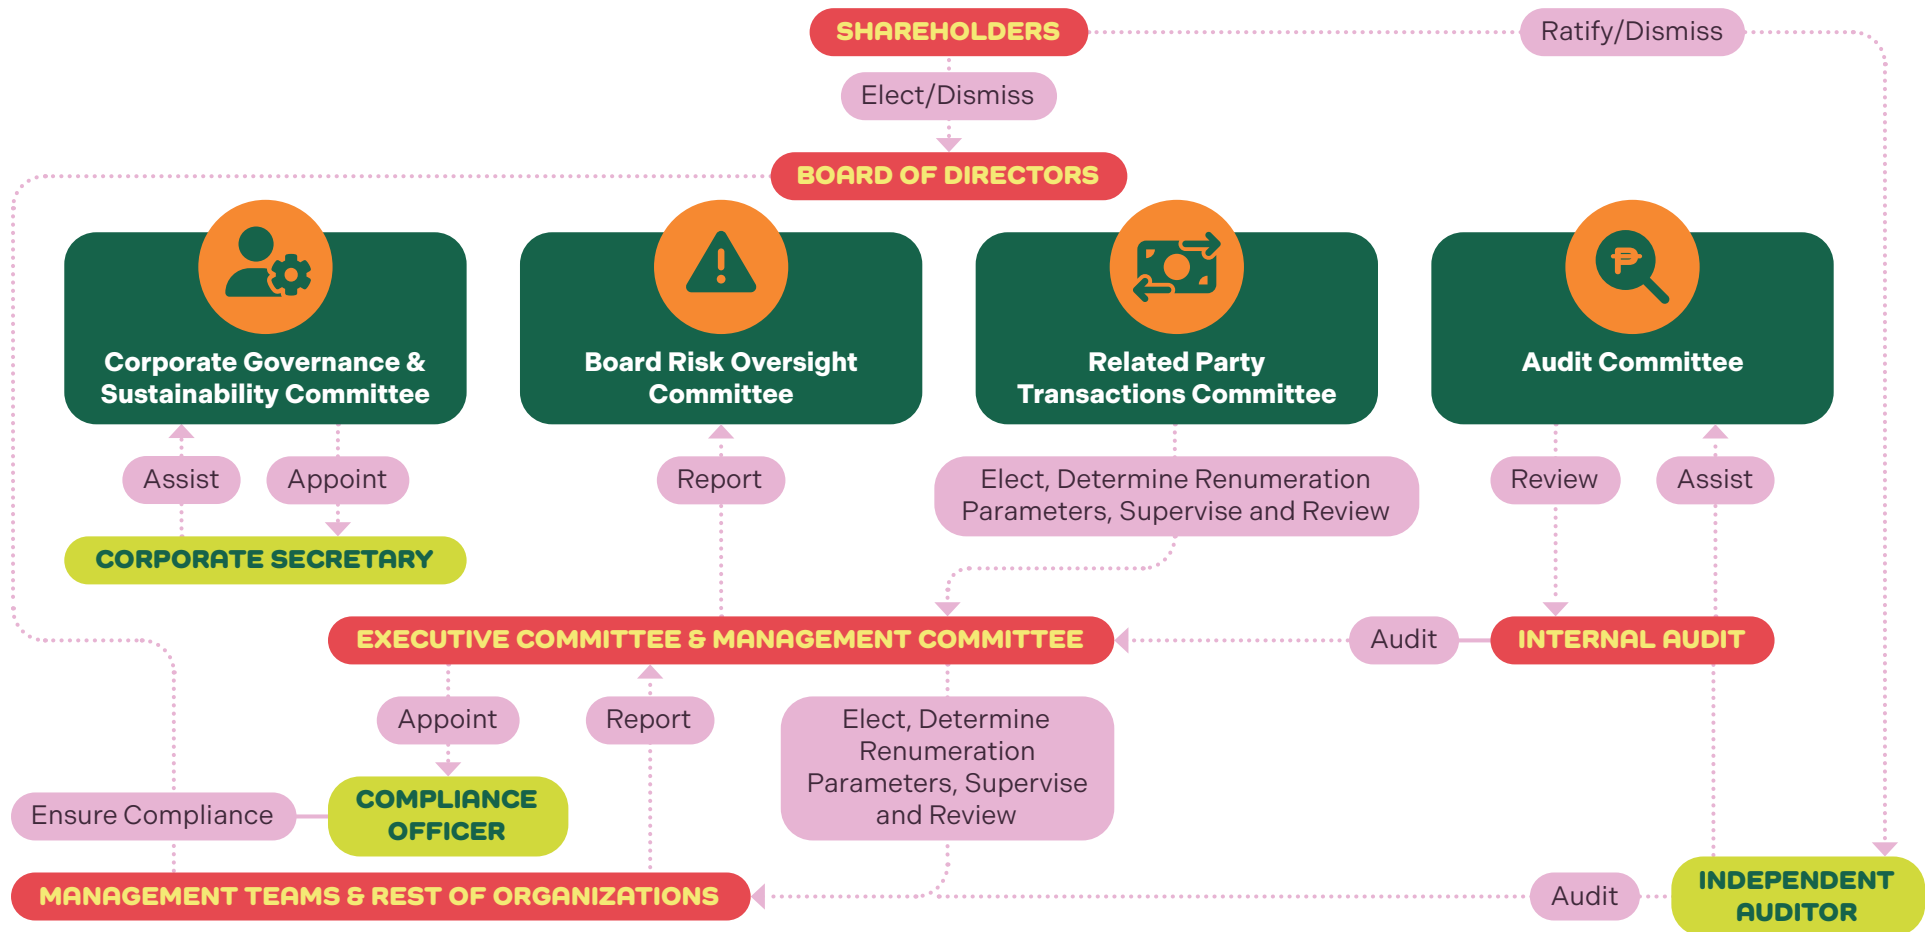 SHAREHOLDERS
Ratify/Dismiss
Elect/Dismiss
BOARD OF DIRECTORS
₱
Corporate Governance &
Sustainability Committee
Board Risk Oversight
Committee
Related Party
Transactions Committee
Audit Committee
Assist
Appoint
Report
Elect, Determine Renumeration
Parameters, Supervise and Review
Review
Assist
CORPORATE SECRETARY
EXECUTIVE COMMITTEE & MANAGEMENT COMMITTEE
Audit
INTERNAL AUDIT
Appoint
Report
Elect, Determine
Renumeration
Parameters, Supervise
and Review
Ensure Compliance
COMPLIANCE
OFFICER
MANAGEMENT TEAMS & REST OF ORGANIZATIONS
Audit
INDEPENDENT
AUDITOR